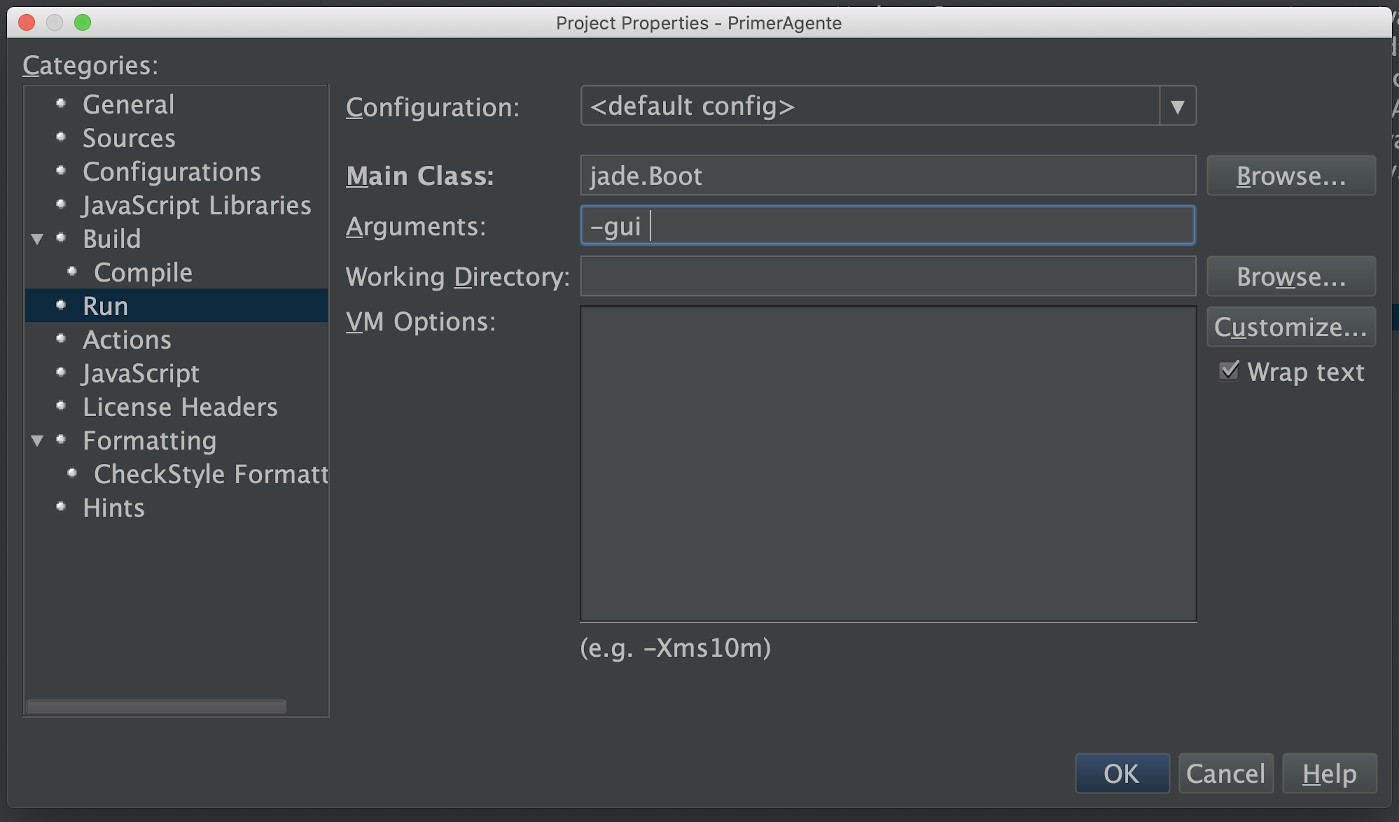 Project Properties - PrimerAgente
Categories:
General
Sources
Configurations
JavaScript Libraries
Build
Compile
Run
Actions
JavaScript
License Headers
Formatting
CheckStyle Formatt
Hints
Configuration: <default config>
Main Class: jade.Boot Browse...
Arguments: -gui
Working Directory: Browse...
VM Options: Customize...
Wrap text
(e.g. -Xms10m)
OK Cancel Help